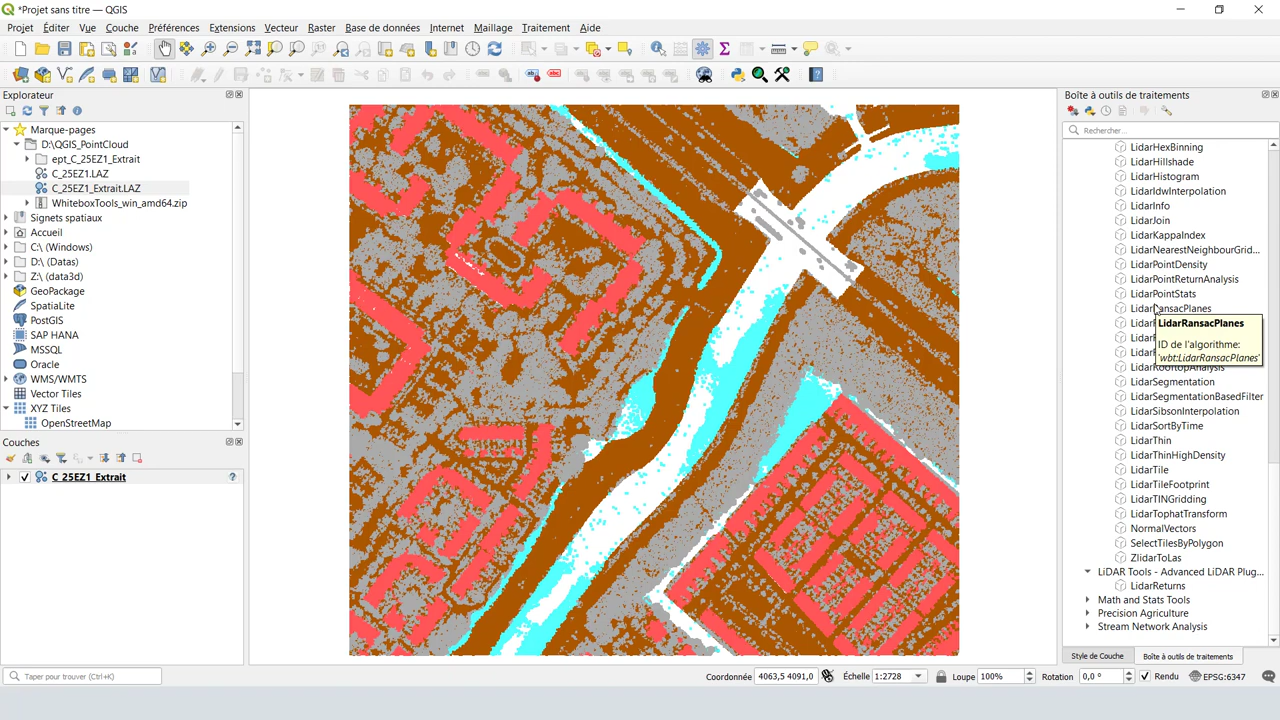 *Projet sans titre — QGIS
Projet Éditer Vue Couche Préférences Extensions Vecteur Raster Base de données Internet Maillage Traitement Aide
Explorateur
Marque-pages
D:\QGIS_PointCloud
ept_C_25EZ1_Extrait
C_25EZ1.LAZ
C_25EZ1_Extrait.LAZ
WhiteboxTools_win_amd64.zip
Signets spatiaux
Accueil
C:\ (Windows)
D:\ (Datas)
Z:\ (data3d)
GeoPackage
SpatiaLite
PostGIS
SAP HANA
MSSQL
Oracle
WMS/WMTS
Vector Tiles
XYZ Tiles
OpenStreetMap
Couches
C_25EZ1_Extrait
Boîte à outils de traitements
Rechercher...
LidarHexBinning
LidarHillshade
LidarHistogram
LidarIdwInterpolation
LidarInfo
LidarJoin
LidarKappaIndex
LidarNearestNeighbourGrid...
LidarPointDensity
LidarPointReturnAnalysis
LidarPointStats
LidarRansacPlanes
LidarRansacPlanes
ID de l'algorithme:
'wbt:LidarRansacPlanes'
LidarRooftopAnalysis
LidarSegmentation
LidarSegmentationBasedFilter
LidarSibsonInterpolation
LidarSortByTime
LidarThin
LidarThinHighDensity
LidarTile
LidarTileFootprint
LidarTINGridding
LidarTophatTransform
NormalVectors
SelectTilesByPolygon
ZlidarToLas
LiDAR Tools - Advanced LiDAR Plug...
LidarReturns
Math and Stats Tools
Precision Agriculture
Stream Network Analysis
Style de Couche Boîte à outils de traitements
Taper pour trouver (Ctrl+K) Coordonnée 4063,5 4091,0 Échelle 1:2728 Loupe 100% Rotation 0,0 ° Rendu EPSG:6347